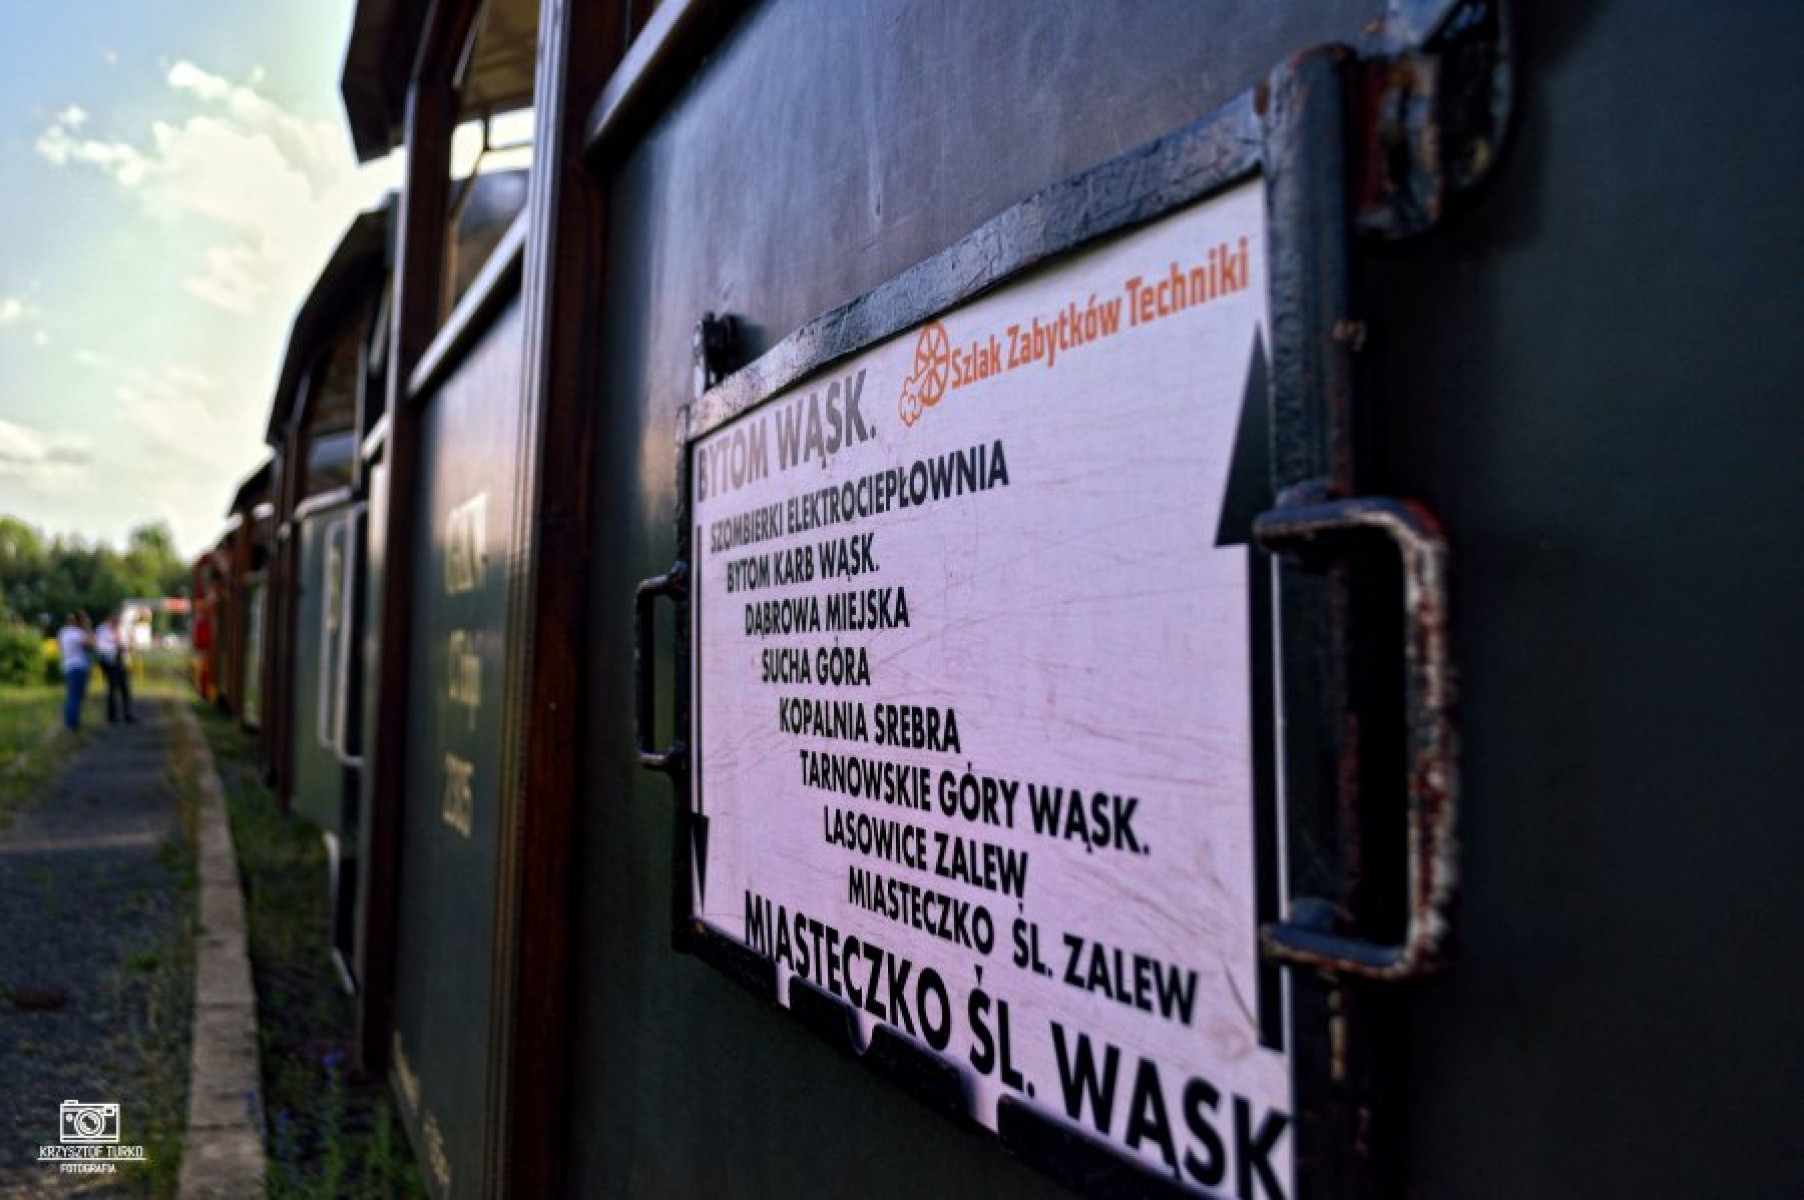 Szlak Zabytków Techniki
BYTOM WĄSK.
SZOMBIERKI ELEKTROCIEPŁOWNIA
BYTOM KARB WĄSK.
DĄBROWA MIEJSKA
SUCHA GÓRA
KOPALNIA SREBRA
TARNOWSKIE GÓRY WĄSK.
LASOWICE ZALEW
MIASTECZKO ŚL. ZALEW
MIASTECZKO ŚL. WĄSK
KRZYSZTOF TURKO
FOTOGRAFIA